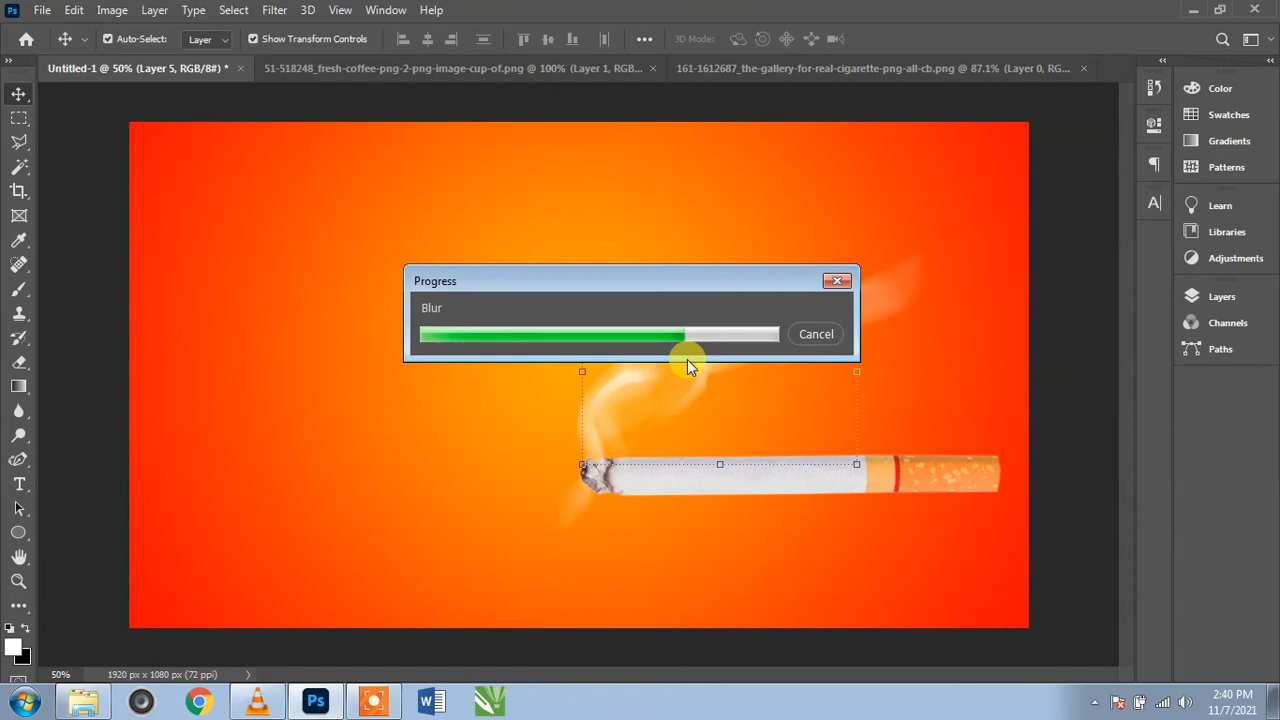 Ps File Edit Image Layer Type Select Filter 3D View Window Help
Auto-Select: Layer Show Transform Controls 3D Mode:
Untitled-1 @ 50% (Layer 5, RGB/8#) * 51-518248_fresh-coffee-png-2-png-image-cup-of.png @ 100% (Layer 1, RGB... 161-1612687_the-gallery-for-real-cigarette-png-all-cb.png @ 87.1% (Layer 0, RG...
Color
Swatches
Gradients
Patterns
Learn
Libraries
Adjustments
Layers
Channels
Paths
Progress
Blur
Cancel
50% 1920 px x 1080 px (72 ppi)
Ps
2:40 PM
11/7/2021